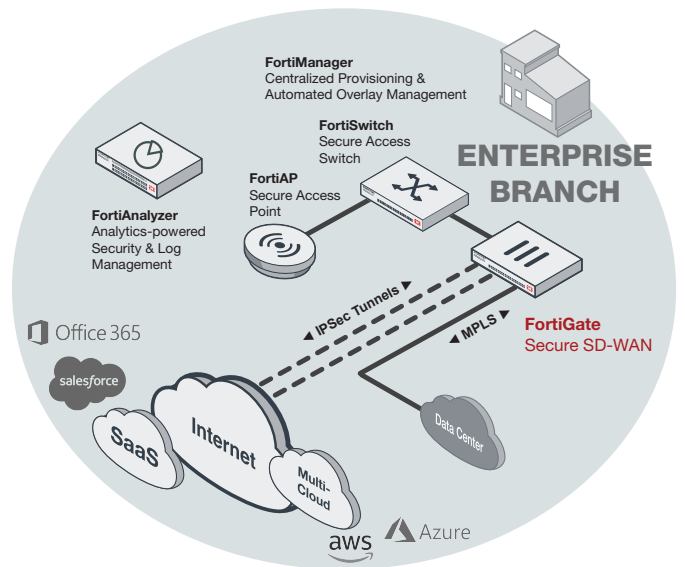 FortiManager
Centralized Provisioning &
Automated Overlay Management
FortiSwitch
Secure Access
Switch
ENTERPRISE
BRANCH
FortiAP
Secure Access
Point
FortiAnalyzer
Analytics-powered
Security & Log
Management
◄ IPSec Tunnels ►
◄ MPLS ►
FortiGate
Secure SD-WAN
Office 365
salesforce
SaaS
Internet
Multi-
Cloud
Data Center
aws
Azure